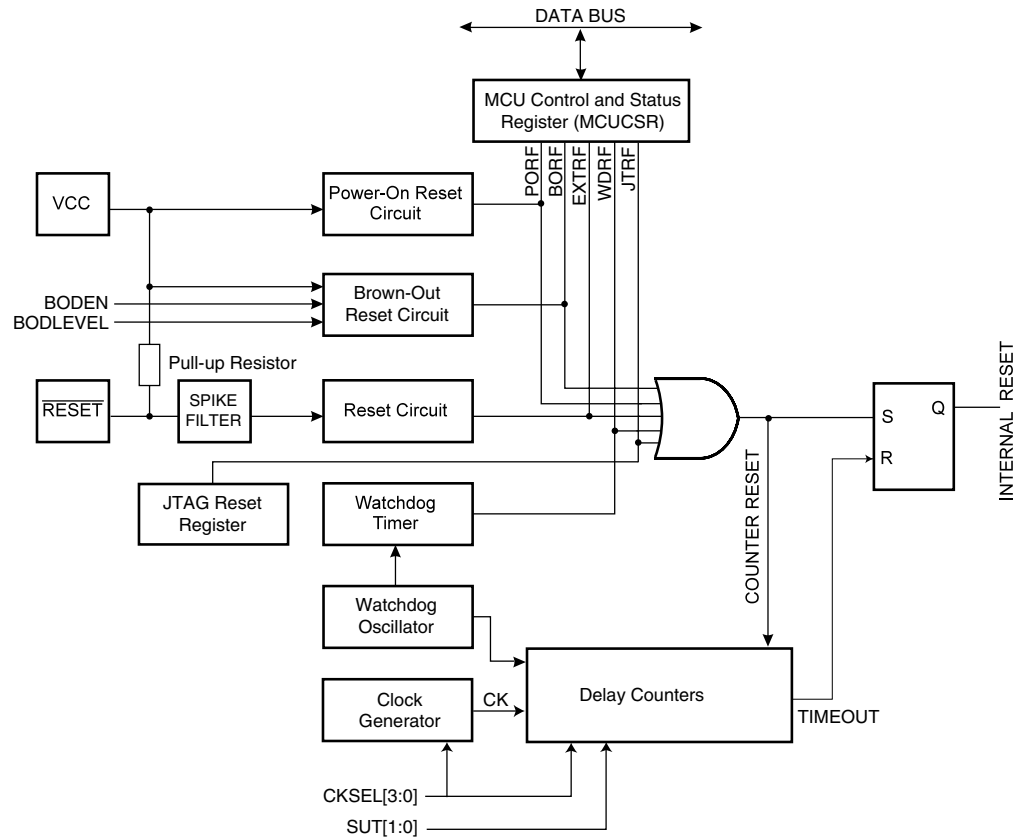 DATA BUS
MCU Control and Status
Register (MCUCSR)
PORF
BORF
EXTRF
WDRF
JTRF
VCC
Power-On Reset
Circuit
BODEN
BODLEVEL
Brown-Out
Reset Circuit
Pull-up Resistor
RESET
SPIKE
FILTER
Reset Circuit
S
Q
R
INTERNAL RESET
JTAG Reset
Register
Watchdog
Timer
COUNTER RESET
Watchdog
Oscillator
Clock
Generator
CK
Delay Counters
TIMEOUT
CKSEL[3:0]
SUT[1:0]